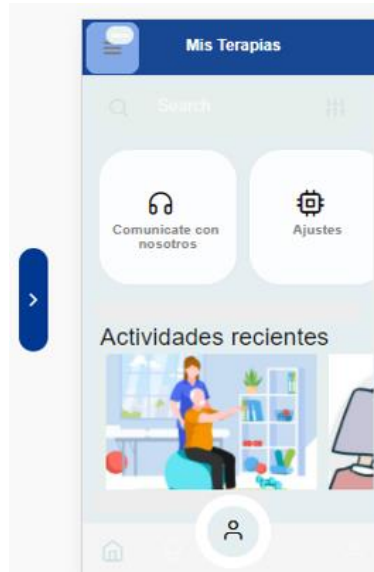 Mis Terapias
Search
Comunicate con
nosotros
Ajustes
Actividades recientes